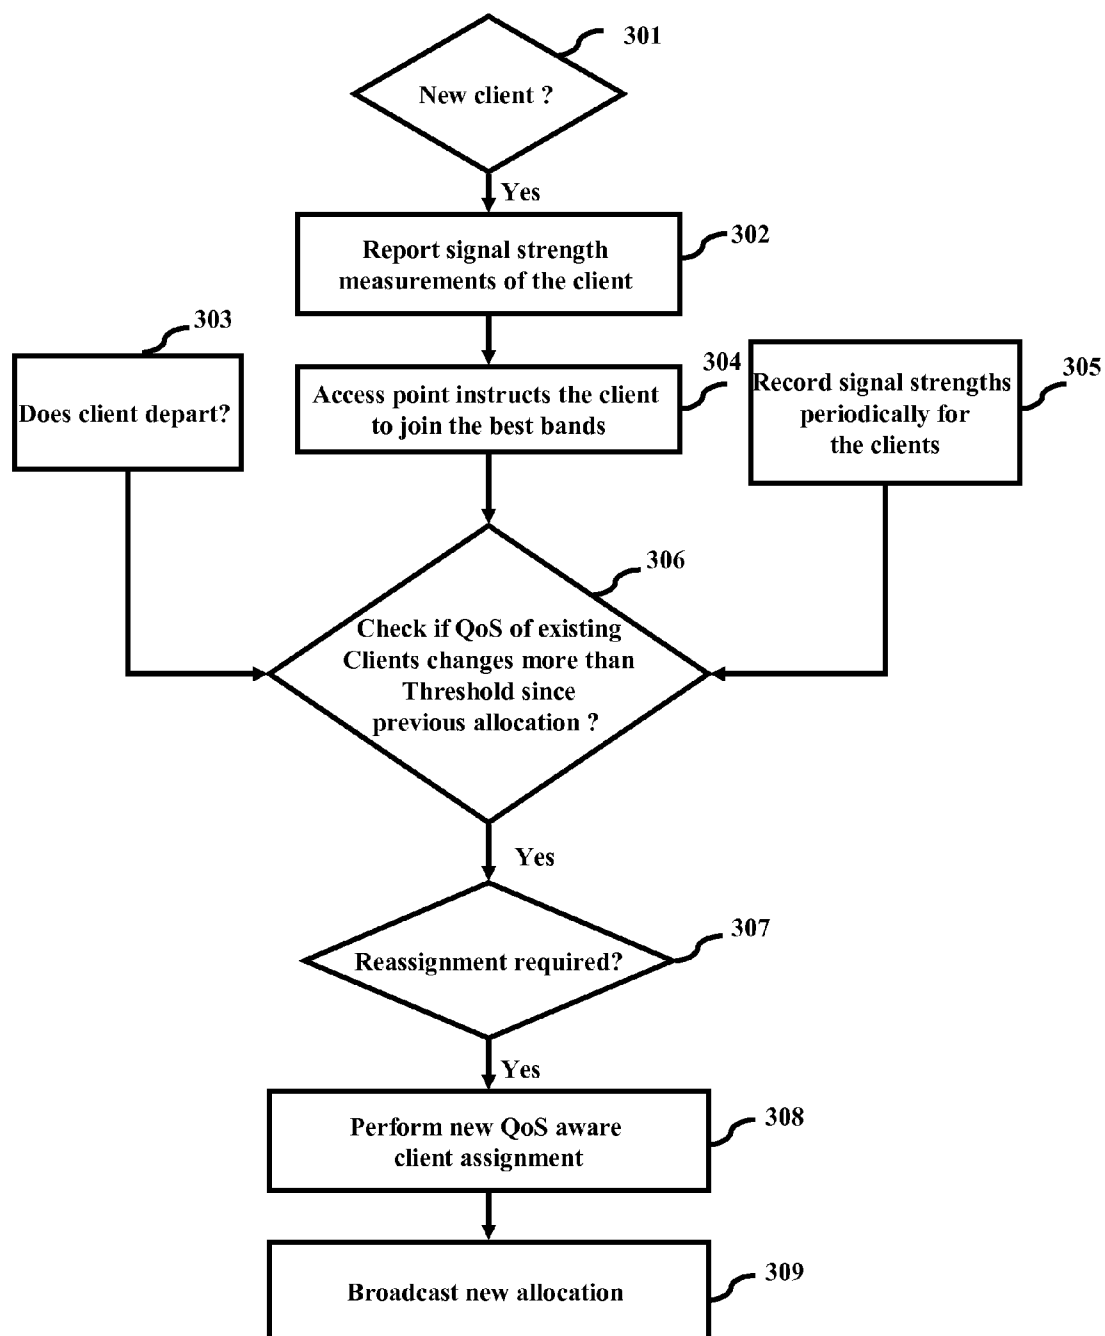 301
New client ?
Yes
302
Report signal strength
measurements of the client
303
Does client depart?
304
Access point instructs the client
to join the best bands
305
Record signal strengths
periodically for
the clients
306
Check if QoS of existing
Clients changes more than
Threshold since
previous allocation ?
Yes
307
Reassignment required?
Yes
308
Perform new QoS aware
client assignment
309
Broadcast new allocation